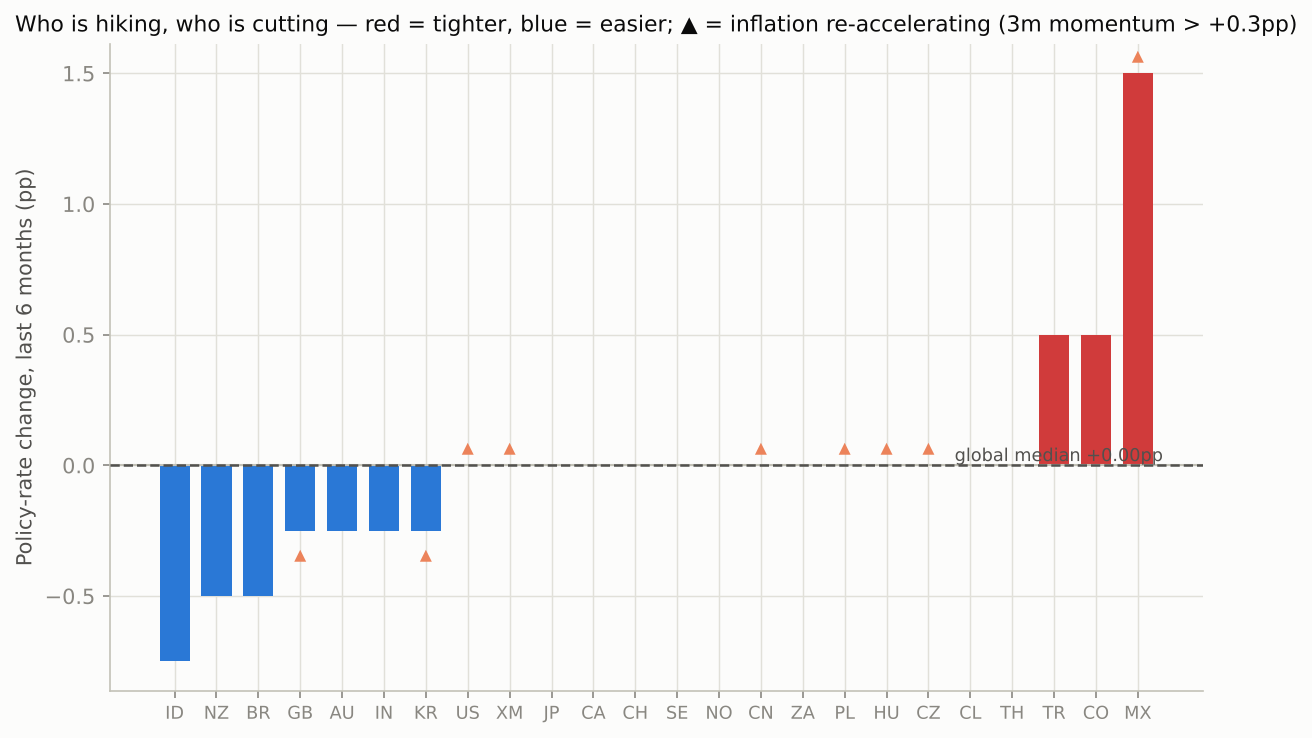 Who is hiking, who is cutting — red = tighter, blue = easier; ▲ = inflation re-accelerating (3m momentum > +0.3pp)
Policy-rate change, last 6 months (pp)
1.5
1.0
0.5
0.0
−0.5
global median +0.00pp
ID NZ BR GB AU IN KR US XM JP CA CH SE NO CN ZA PL HU CZ CL TH TR CO MX